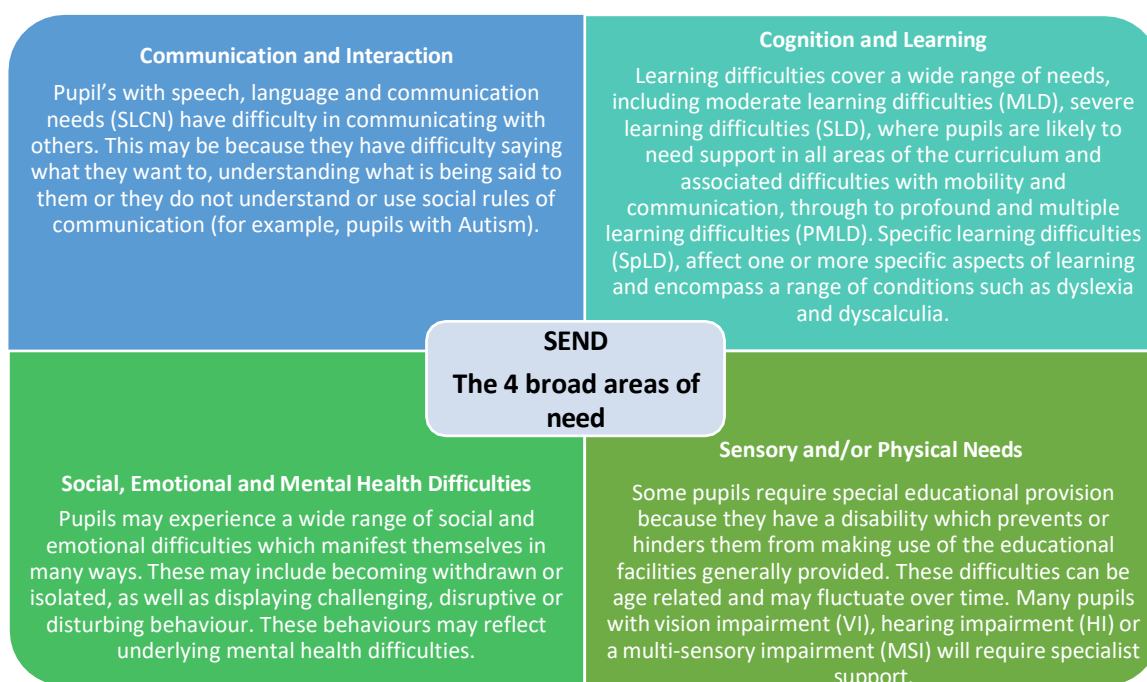 Communication and Interaction
Pupil's with speech, language and communication
needs (SLCN) have difficulty in communicating with
others. This may be because they have difficulty saying
what they want to, understanding what is being said to
them or they do not understand or use social rules of
communication (for example, pupils with Autism).
Cognition and Learning
Learning difficulties cover a wide range of needs,
including moderate learning difficulties (MLD), severe
learning difficulties (SLD), where pupils are likely to
need support in all areas of the curriculum and
associated difficulties with mobility and
communication, through to profound and multiple
learning difficulties (PMLD). Specific learning difficulties
(SpLD), affect one or more specific aspects of learning
and encompass a range of conditions such as dyslexia
and dyscalculia.
SEND
The 4 broad areas of
need
Social, Emotional and Mental Health Difficulties
Pupils may experience a wide range of social and
emotional difficulties which manifest themselves in
many ways. These may include becoming withdrawn or
isolated, as well as displaying challenging, disruptive or
disturbing behaviour. These behaviours may reflect
underlying mental health difficulties.
Sensory and/or Physical Needs
Some pupils require special educational provision
because they have a disability which prevents or
hinders them from making use of the educational
facilities generally provided. These difficulties can be
age related and may fluctuate over time. Many pupils
with vision impairment (VI), hearing impairment (HI) or
a multi-sensory impairment (MSI) will require specialist
support.